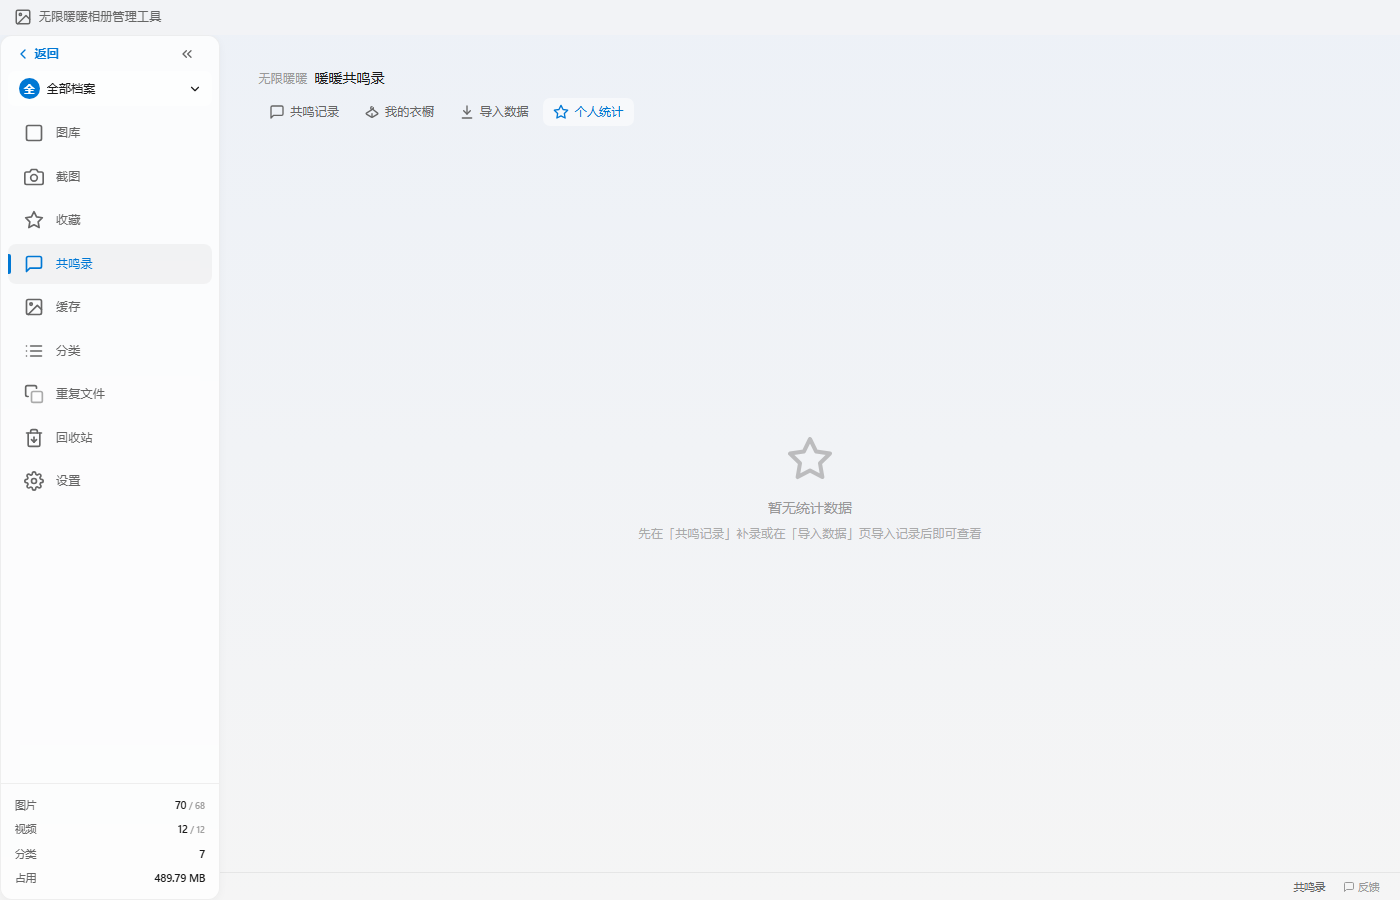 无限暖暖相册管理工具
返回
全 全部档案
图库
截图
收藏
共鸣录
缓存
分类
重复文件
回收站
设置
图片 70 / 68
视频 12 / 12
分类 7
占用 489.79 MB
无限暖暖 暖暖共鸣录
共鸣记录 我的衣橱 导入数据 个人统计
暂无统计数据
先在「共鸣记录」补录或在「导入数据」页导入记录后即可查看
共鸣录 反馈